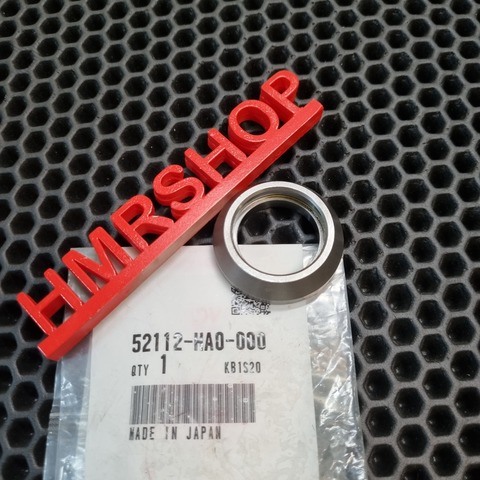 HMRSHOP
52112-HA0-000
QTY 1 KB1S20
MADE IN JAPAN